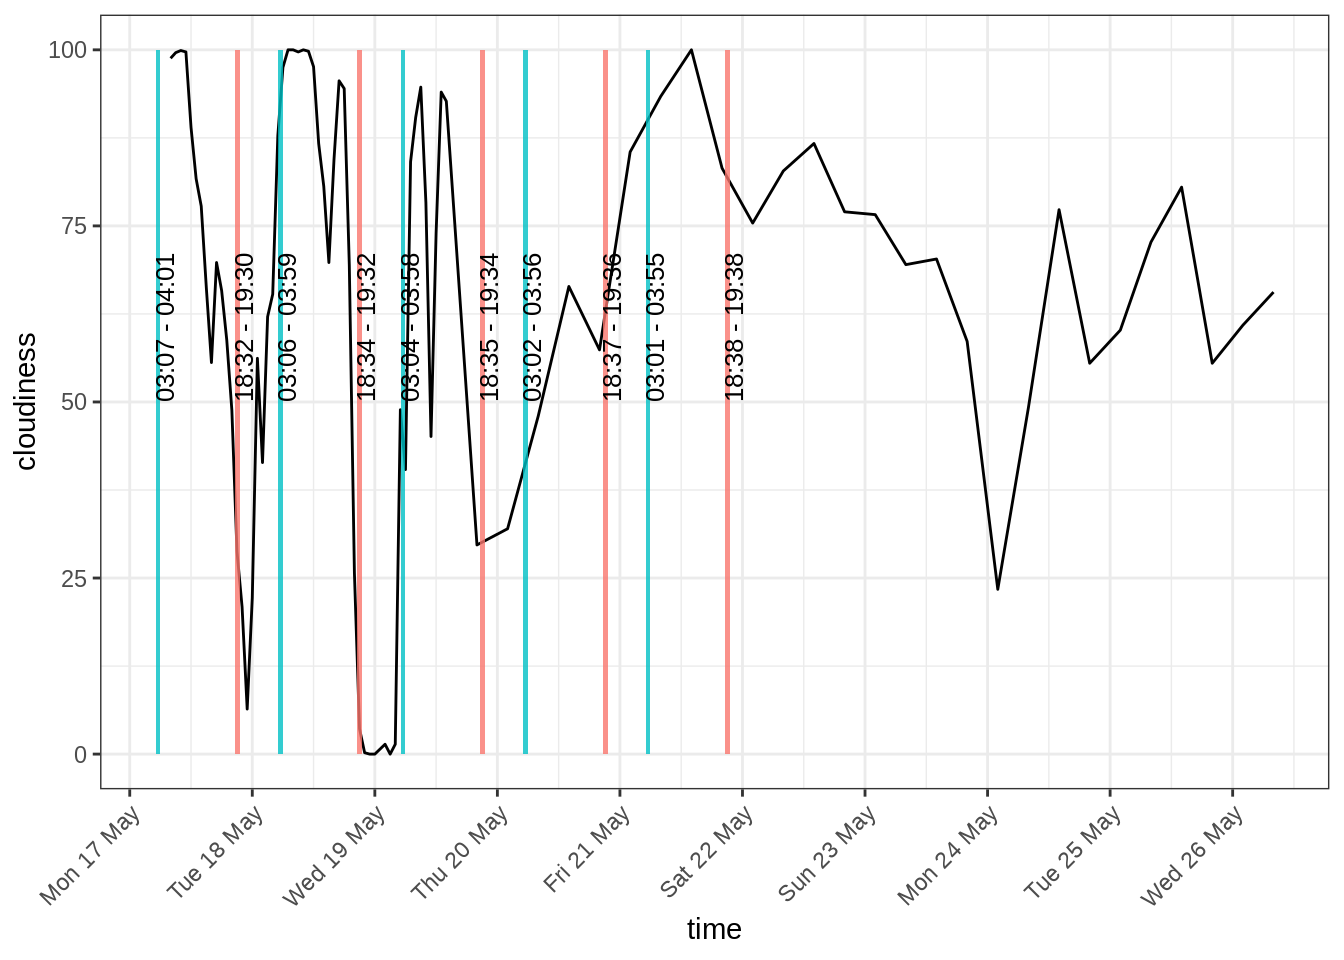 100
75
50
25
0
cloudiness
03.07 - 04.01
18:32 - 19:30
03:06 - 03:59
18:34 - 19:32
03:04 - 03:58
18:35 - 19:34
03:02 - 03:56
18:37 - 19:36
03:01 - 03:55
18:38 - 19:38
Mon 17 May
Tue 18 May
Wed 19 May
Thu 20 May
Fri 21 May
Sat 22 May
Sun 23 May
Mon 24 May
Tue 25 May
Wed 26 May
time